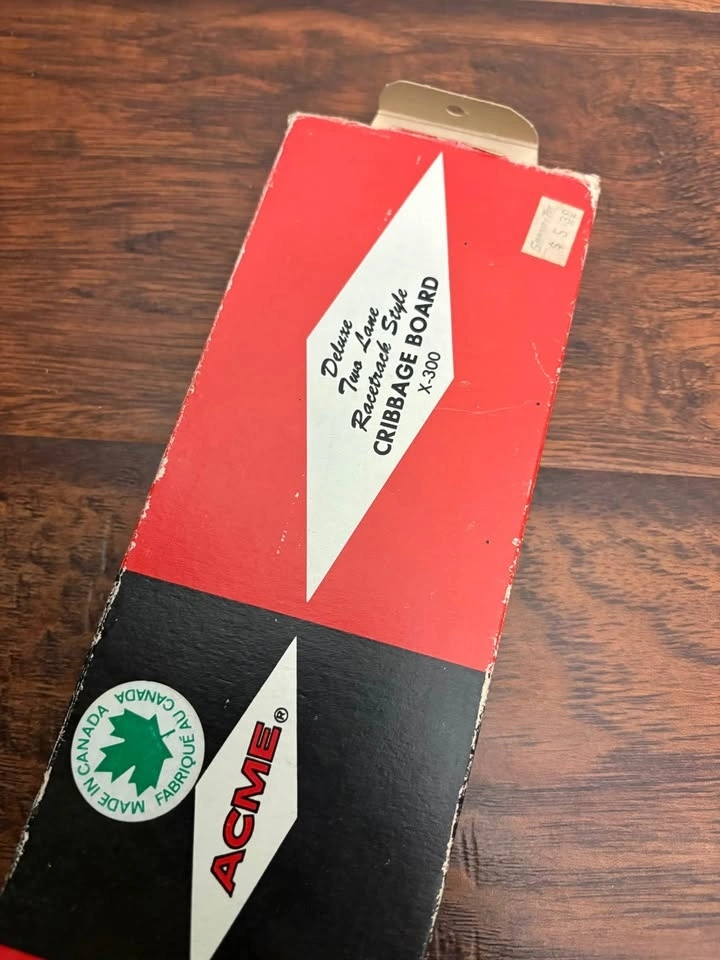 Deluxe
Two Lane
Racetrack Style
CRIBBAGE BOARD
X-300
ACME®
MADE IN CANADA
FABRIQUÉ AU CANADA